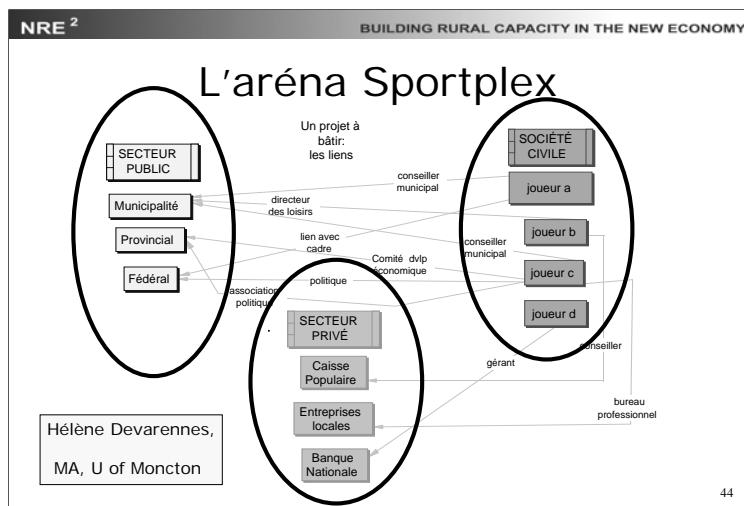 NRE ²
BUILDING RURAL CAPACITY IN THE NEW ECONOMY
L'aréna Sportplex
Un projet à
bâtir:
les liens
SECTEUR
PUBLIC
Municipalité
Provincial
Fédéral
SOCIÉTÉ
CIVILE
joueur a
joueur b
joueur c
joueur d
conseiller
municipal
directeur
des loisirs
lien avec
cadre
conseiller
municipal
Comité dvlp
économique
politique
association
politique
SECTEUR
PRIVÉ
Caisse
Populaire
Entreprises
locales
Banque
Nationale
gérant
conseiller
bureau
professionnel
Hélène Devarennes,
MA, U of Moncton
44